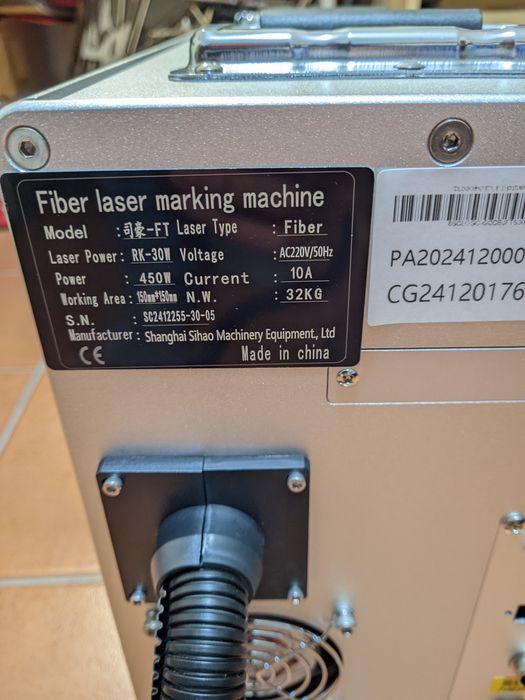 Fiber laser marking machine
Model : 司豪-FT Laser Type : Fiber
Laser Power: RK-30W Voltage : AC220V/50Hz
Power : 450W Current : 10A
Working Area: 150mm*150mm N.W. : 32KG
S.N. : SC2412255-30-05
Manufacturer: Shanghai Sihao Machinery Equipment, Ltd
CE Made in china
PA202412000
CG24120176